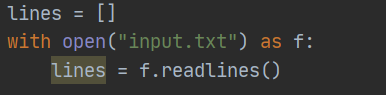 lines = []
with open("input.txt") as f:
    lines = f.readlines()